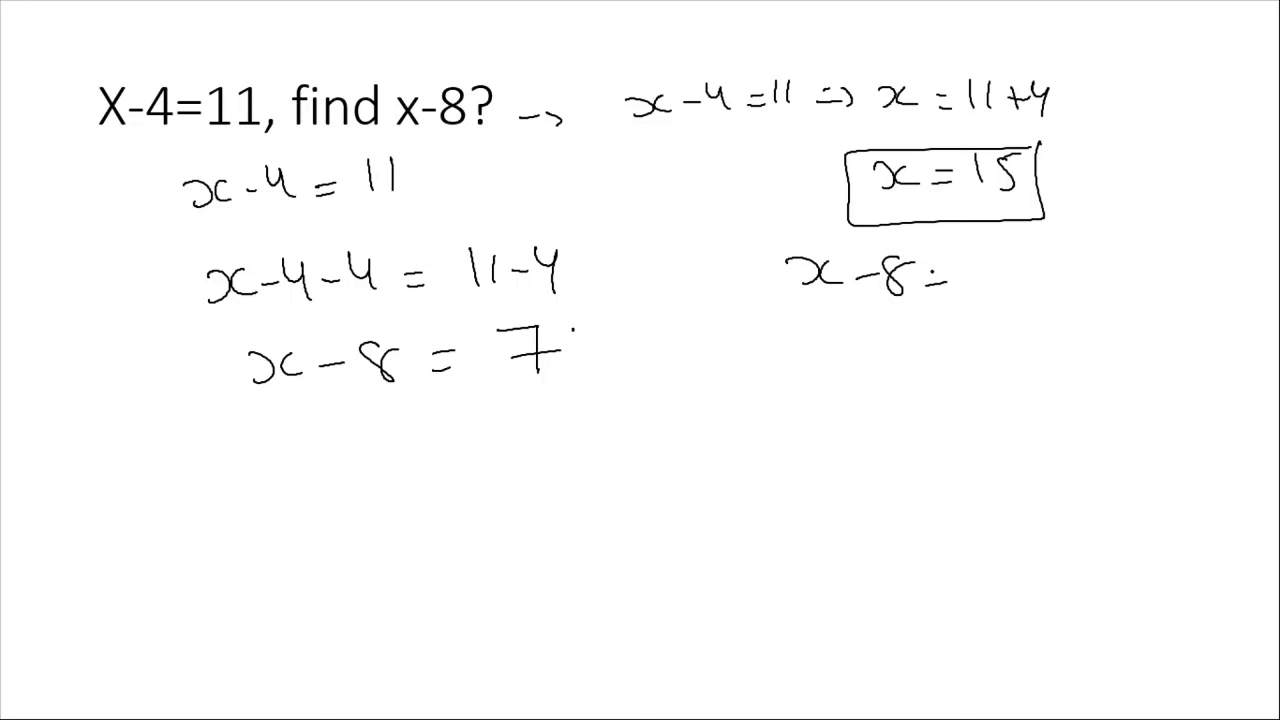 X-4=11, find x-8? → x-4=11 ⇒ x = 11+4
x-4 = 11
x = 15
x-4-4 = 11-4
x-8=
x-8 = 7